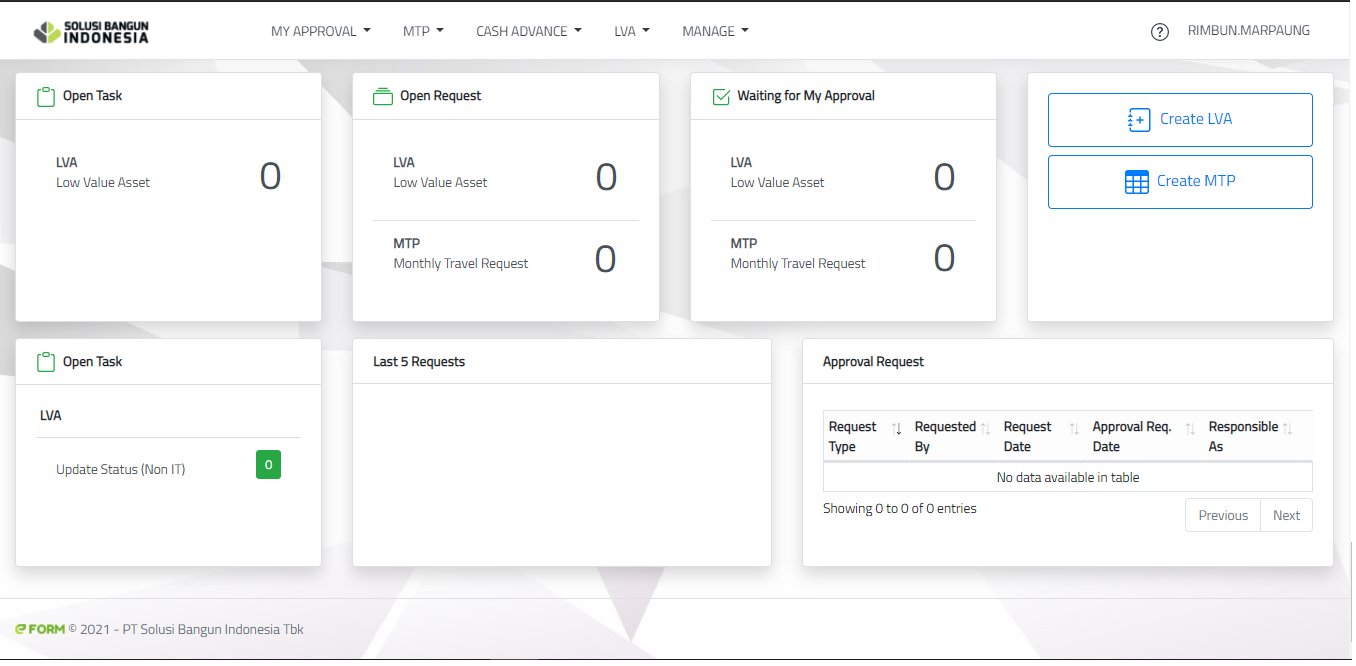 SOLUSI BANGUN
INDONESIA
MY APPROVAL
MTP
CASH ADVANCE
LVA
MANAGE
?
RIMBUN.MARPAUNG
Open Task
LVA
Low Value Asset
0
Open Request
LVA
Low Value Asset
0
MTP
Monthly Travel Request
0
Waiting for My Approval
LVA
Low Value Asset
0
MTP
Monthly Travel Request
0
Create LVA
Create MTP
Open Task
LVA
Update Status (Non IT)
0
Last 5 Requests
Approval Request
Request Type
Requested By
Request Date
Approval Req. Date
Responsible As
No data available in table
Showing 0 to 0 of 0 entries
Previous
Next
e FORM © 2021 - PT Solusi Bangun Indonesia Tbk